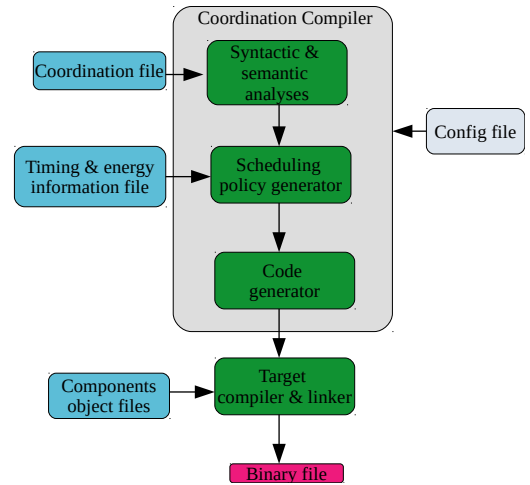 Coordination Compiler
Syntactic &
semantic
analyses
Coordination file
Config file
Timing & energy
information file
Scheduling
policy generator
Code
generator
Components
object files
Target
compiler & linker
Binary file